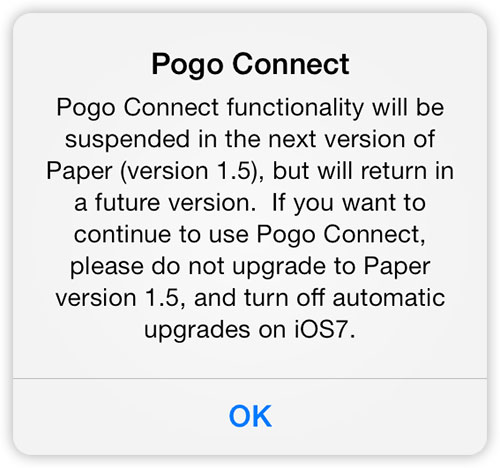 Pogo Connect
Pogo Connect functionality will be
suspended in the next version of
Paper (version 1.5), but will return in
a future version.  If you want to
continue to use Pogo Connect,
please do not upgrade to Paper
version 1.5, and turn off automatic
upgrades on iOS7.
OK